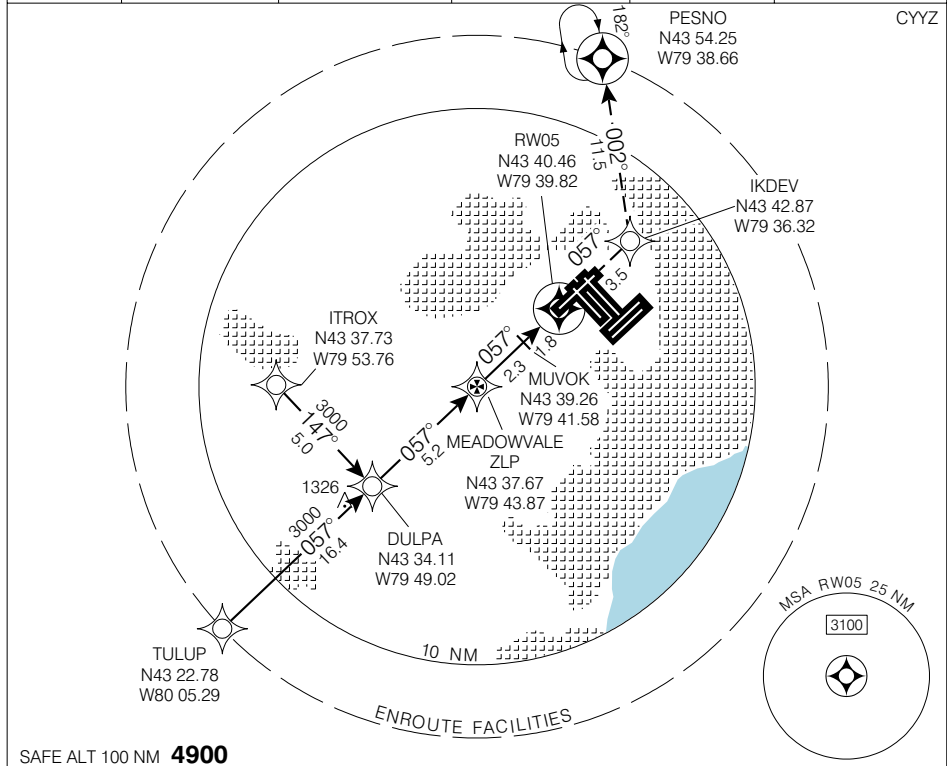 CYYZ
182°
PESNO
N43 54.25
W79 38.66
002°
11.5
RW05
N43 40.46
W79 39.82
IKDEV
N43 42.87
W79 36.32
057°
3.5
ITROX
N43 37.73
W79 53.76
057°
2.3
1.8
MUVOK
N43 39.26
W79 41.58
3000
147°
5.0
057°
5.2
MEADOWVALE
ZLP
N43 37.67
W79 43.87
1326
3000
057°
16.4
DULPA
N43 34.11
W79 49.02
TULUP
N43 22.78
W80 05.29
10 NM
ENROUTE FACILITIES
MSA RW05 25 NM
3100
SAFE ALT 100 NM 4900